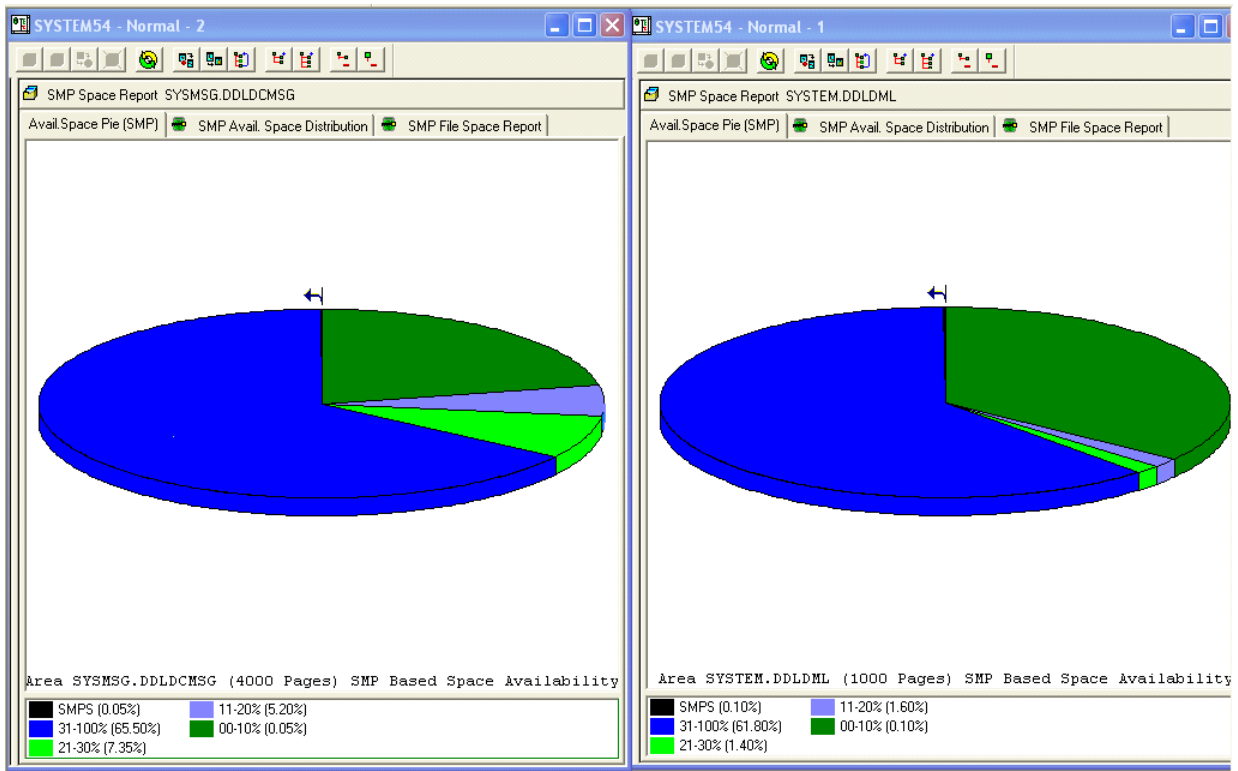 SYSTEM54 - Normal - 2
SMP Space Report SYSMSG.DDLDCMSG
Avail.Space Pie (SMP)
SMP Avail. Space Distribution
SMP File Space Report
Area SYSMSG.DDLDCMSG (4000 Pages) SMP Based Space Availability
SMPS (0.05%)
11-20% (5.20%)
31-100% (65.50%)
00-10% (0.05%)
21-30% (7.35%)
SYSTEM54 - Normal - 1
SMP Space Report SYSTEM.DDLDML
Avail.Space Pie (SMP)
SMP Avail. Space Distribution
SMP File Space Report
Area SYSTEM.DDLDML (1000 Pages) SMP Based Space Availability
SMPS (0.10%)
11-20% (1.60%)
31-100% (61.80%)
00-10% (0.10%)
21-30% (1.40%)